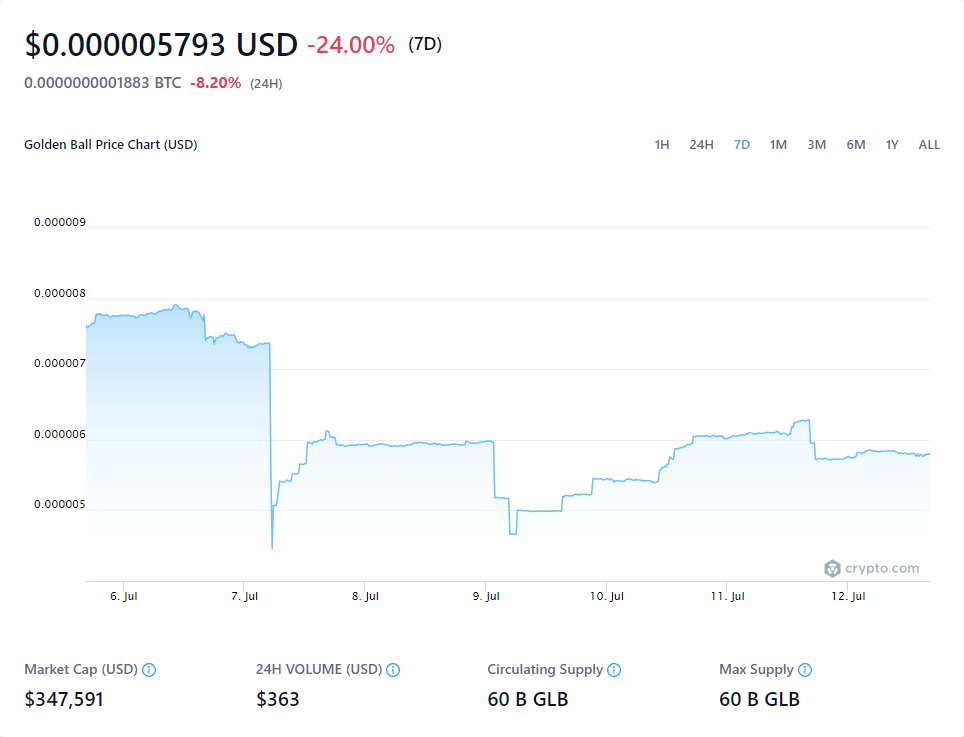 $0.000005793 USD -24.00% (7D)
0.0000000001883 BTC -8.20% (24H)
Golden Ball Price Chart (USD) 1H 24H 7D 1M 3M 6M 1Y ALL
0.000009
0.000008
0.000007
0.000006
0.000005
crypto.com
6. Jul 7. Jul 8. Jul 9. Jul 10. Jul 11. Jul 12. Jul
Market Cap (USD) 24H VOLUME (USD) Circulating Supply Max Supply
$347,591 $363 60 B GLB 60 B GLB